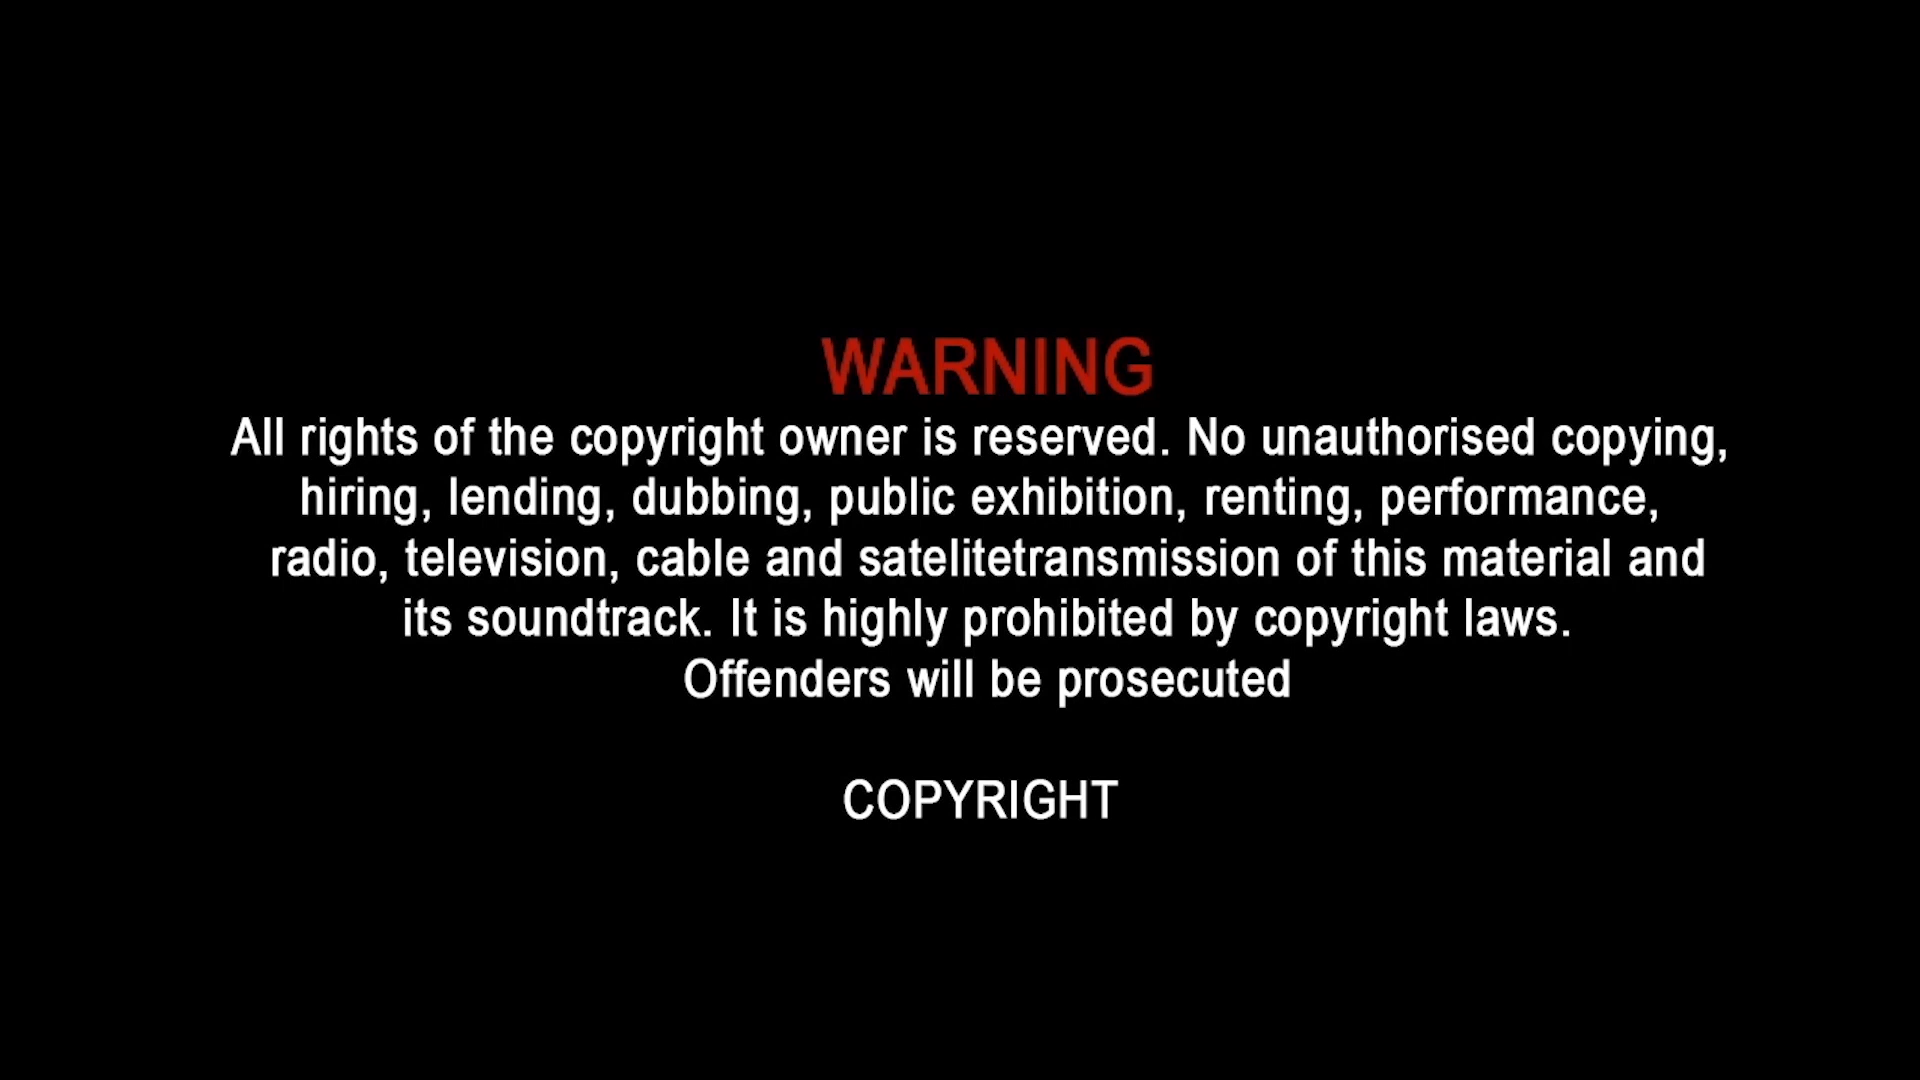 WARNING
All rights of the copyright owner is reserved. No unauthorised copying,
hiring, lending, dubbing, public exhibition, renting, performance,
radio, television, cable and satelitetransmission of this material and
its soundtrack. It is highly prohibited by copyright laws.
Offenders will be prosecuted
COPYRIGHT